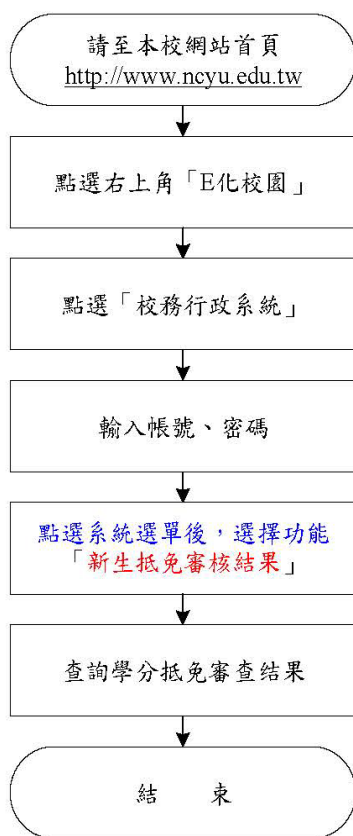 請至本校網站首頁
http://www.ncyu.edu.tw
點選右上角「E化校園」
點選「校務行政系統」
輸入帳號、密碼
點選系統選單後，選擇功能
「新生抵免審核結果」
查詢學分抵免審查结果
結　　束